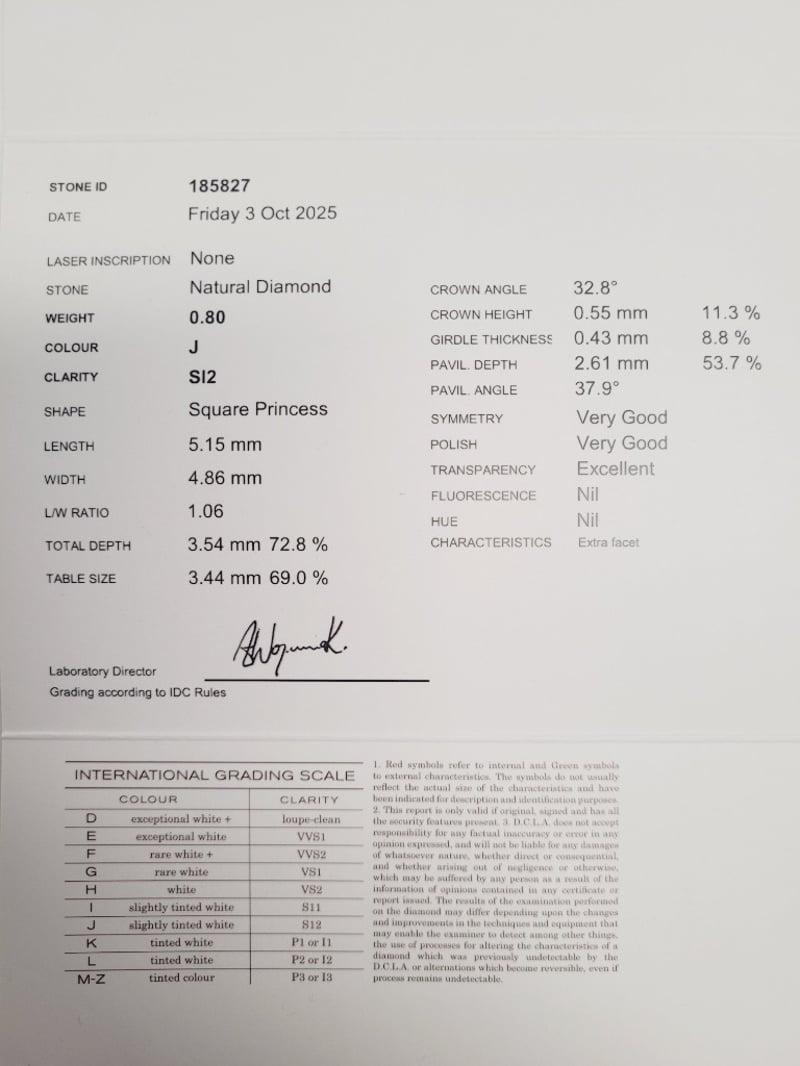 STONE ID 185827
DATE Friday 3 Oct 2025
LASER INSCRIPTION None
STONE Natural Diamond
WEIGHT 0.80
COLOUR J
CLARITY SI2
SHAPE Square Princess
LENGTH 5.15 mm
WIDTH 4.86 mm
L/W RATIO 1.06
TOTAL DEPTH 3.54 mm 72.8 %
TABLE SIZE 3.44 mm 69.0 %
CROWN ANGLE 32.8°
CROWN HEIGHT 0.55 mm 11.3 %
GIRDLE THICKNESS 0.43 mm 8.8 %
PAVIL. DEPTH 2.61 mm 53.7 %
PAVIL. ANGLE 37.9°
SYMMETRY Very Good
POLISH Very Good
TRANSPARENCY Excellent
FLUORESCENCE Nil
HUE Nil
CHARACTERISTICS Extra facet
Laboratory Director
Grading according to IDC Rules
INTERNATIONAL GRADING SCALE
COLOUR CLARITY
D exceptional white + loupe-clean
E exceptional white VVS1
F rare white + VVS2
G rare white VS1
H white VS2
I slightly tinted white S11
J slightly tinted white S12
K tinted white P1 or I1
L tinted white P2 or I2
M-Z tinted colour P3 or I3
1. Red symbols refer to internal and Green symbols
to external characteristics. The symbols do not usually
reflect the actual size of the characteristics and have
been indicated for description and identification purposes.
2. This report is only valid if original, signed and has all
the security features present. 3. D.C.L.A. does not accept
responsibility for any factual inaccuracy or error in any
opinion expressed, and will not be liable for any damages
of whatsoever nature, whether direct or consequential,
and whether arising out of negligence or otherwise,
which may be suffered by any person as a result of the
information of opinions contained in any certificate or
report issued. The results of the examination performed
on the diamond may differ depending upon the changes
and improvements in the techniques and equipment that
may enable the examiner to detect among other things,
the use of processes for altering the characteristics of a
diamond which was previously undetectable by the
D.C.L.A. or alternations which become reversible, even if
process remains undetectable.